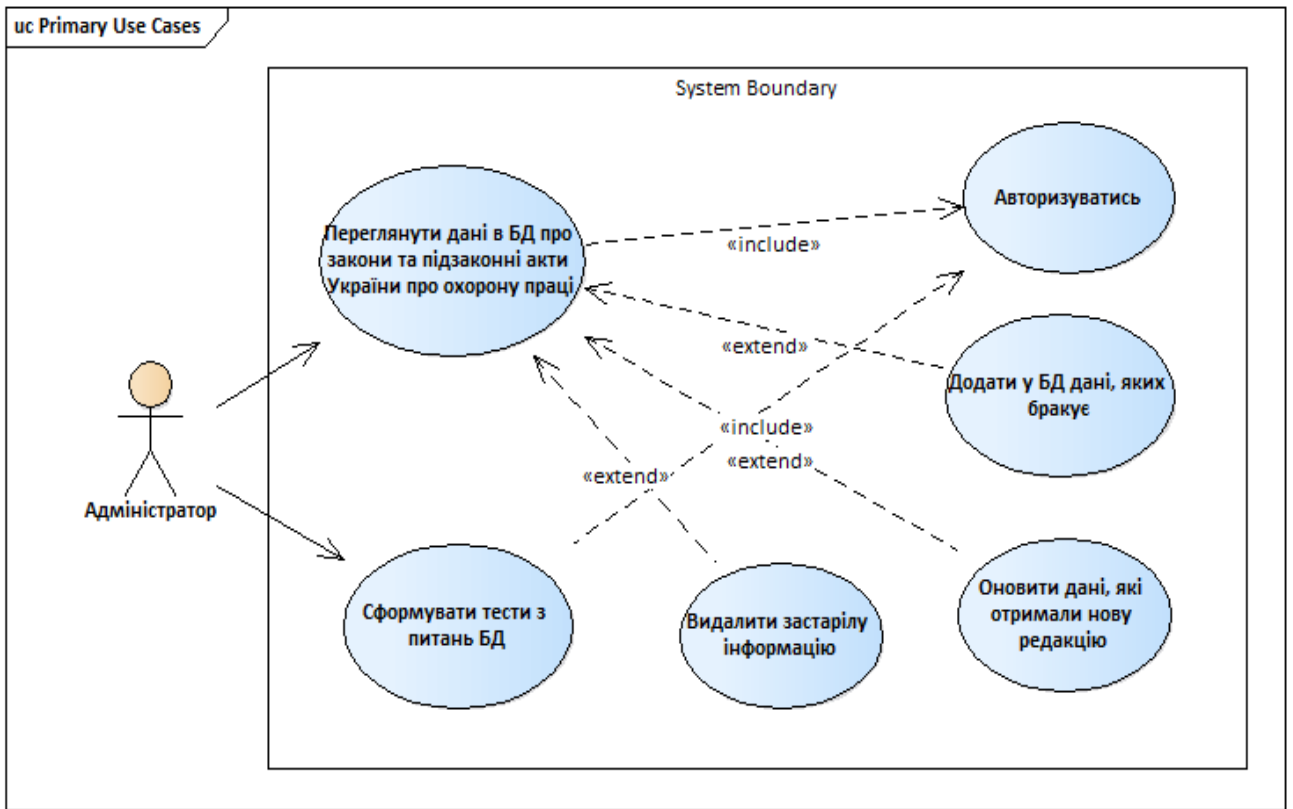 uc Primary Use Cases
System Boundary
Переглянути дані в БД про
закони та підзаконні акти
України про охорону праці
Авторизуватись
«include»
«extend»
Додати у БД дані, яких
бракує
«include»
«extend»
«extend»
Адміністратор
Сформувати тести з
питань БД
Видалити застарілу
інформацію
Оновити дані, які
отримали нову
редакцію